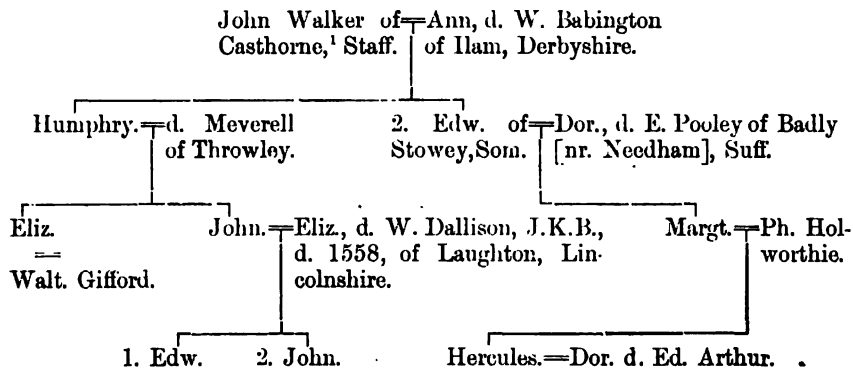 John Walker of═Ann, d. W. Babington
Casthorne,¹ Staff. of Ilam, Derbyshire.
Humphry.═d. Meverell 2. Edw. of═Dor., d. E. Pooley of Badly
of Throwley. Stowey, Som. [nr. Needham], Suff.
Eliz. John.═Eliz., d. W. Dallison, J.K.B., Margt.═Ph. Hol-
═ d. 1558, of Laughton, Lin- worthie.
Walt. Gifford. colnshire.
1. Edw. 2. John. Hercules.═Dor. d. Ed. Arthur.